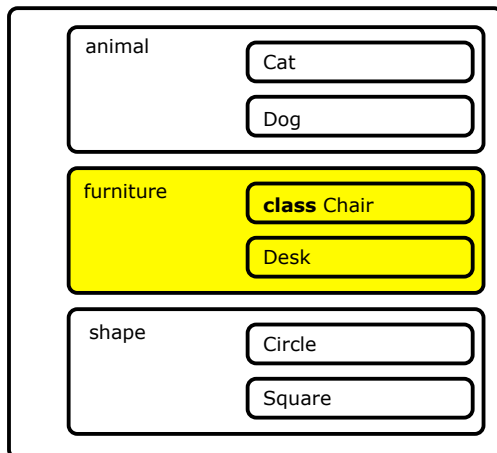 animal
Cat
Dog
furniture
class Chair
Desk
shape
Circle
Square